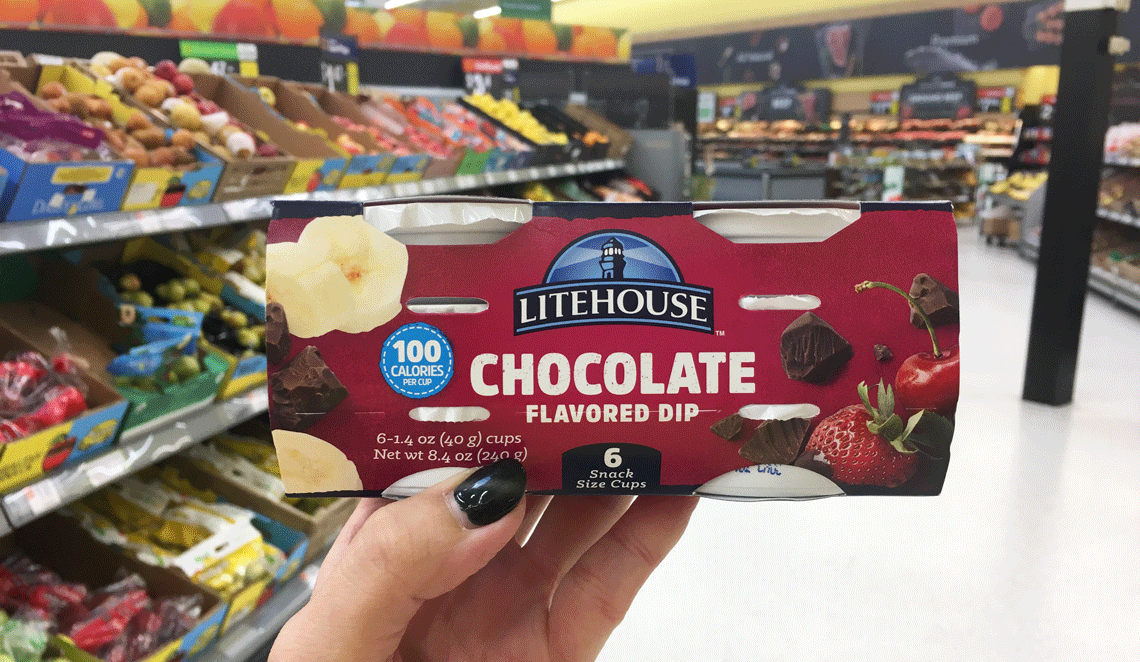 LITEHOUSE
™
100
CALORIES
PER CUP
CHOCOLATE
FLAVORED DIP
6-1.4 oz (40 g) cups
Net wt 8.4 oz (240 g)
6
Snack
Size Cups